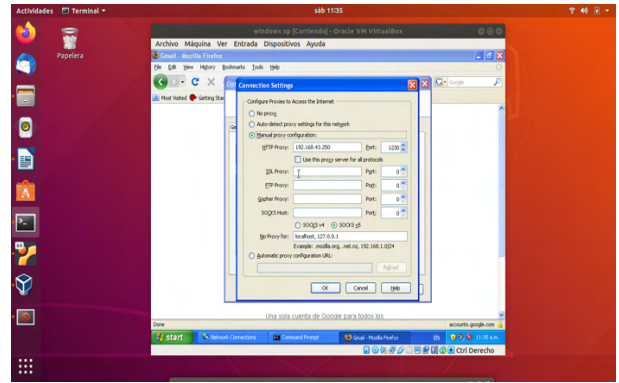 Actividades Terminal sáb 11:35
windows xp [Corriendo] - Oracle VM VirtualBox
Papelera
Archivo Máquina Ver Entrada Dispositivos Ayuda
Gmail - Mozilla Firefox
File Edit View History Bookmarks Tools Help
Google
Most Visited Getting Star
Connection Settings
Configure Proxies to Access the Internet
No proxy
Auto-detect proxy settings for this network
Manual proxy configuration:
HTTP Proxy: 192.168.43.250 Port: 1230
Use this proxy server for all protocols
SSL Proxy: Port: 0
FTP Proxy: Port: 0
Gopher Proxy: Port: 0
SOCKS Host: Port: 0
SOCKS v4 SOCKS v5
No Proxy for: localhost, 127.0.0.1
Example: .mozilla.org, .net.nz, 192.168.1.0/24
Automatic proxy configuration URL:
Reload
OK Cancel Help
Una sola cuenta de Google para todos los
Done accounts.google.com
start Network Connections Command Prompt Gmail - Mozilla Firefox EN 11:35 a.m.
Ctrl Derecho